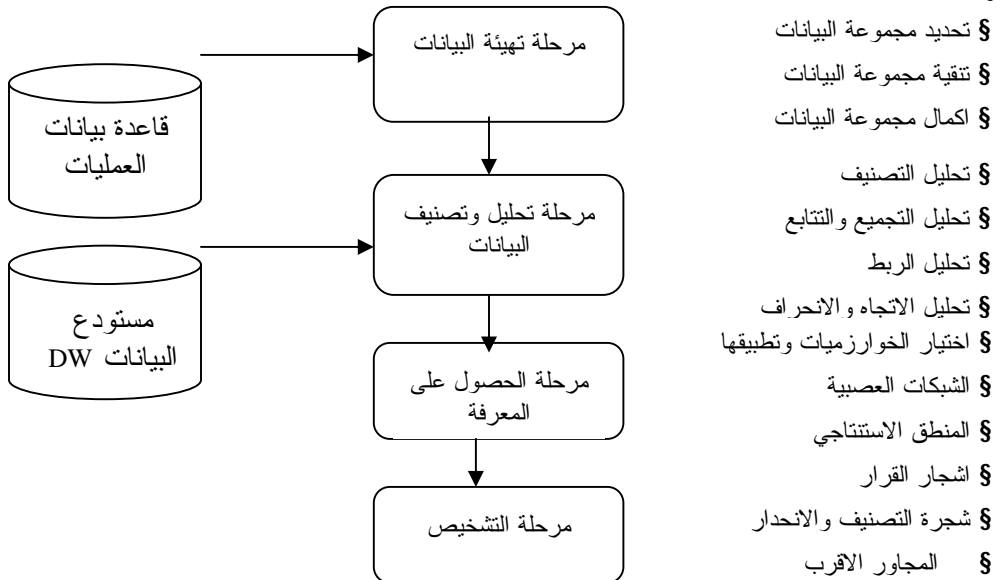 § تحديد مجموعة البيانات
§ تنقية مجموعة البيانات
§ اكمال مجموعة البيانات
§ تحليل التصنيف
§ تحليل التجميع والتتابع
§ تحليل الربط
§ تحليل الاتجاه والانحراف
§ اختيار الخوارزميات وتطبيقها
§ الشبكات العصبية
§ المنطق الاستنتاجي
§ اشجار القرار
§ شجرة التصنيف والانحدار
§ المجاور الاقرب
مرحلة تهيئة البيانات
مرحلة تحليل وتصنيف
البيانات
مرحلة الحصول على
المعرفة
مرحلة التشخيص
قاعدة بيانات
العمليات
مستودع
البيانات DW